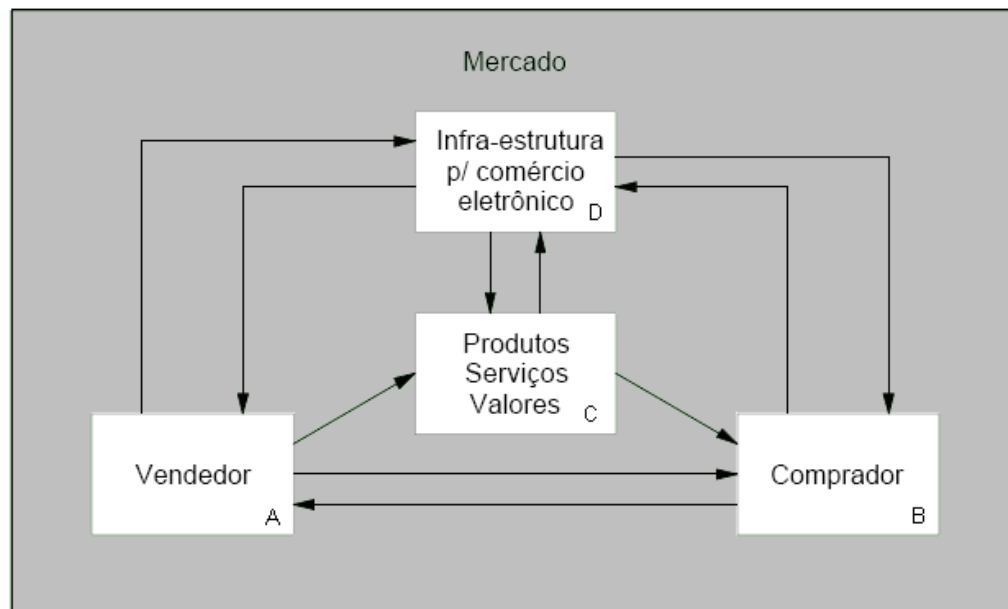 Mercado
Infra-estrutura
p/ comércio
eletrônico
D
Produtos
Serviços
Valores
C
Vendedor
A
Comprador
B